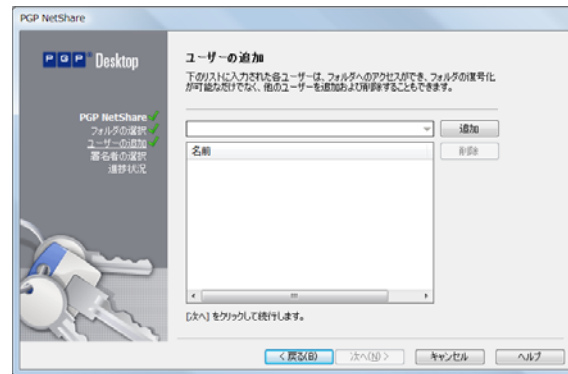 PGP NetShare
PGP Desktop
PGP NetShare
フォルダの選択
ユーザーの追加
署名者の選択
進捗状況
ユーザーの追加
下のリストに入力された各ユーザーは、フォルダへのアクセスができ、フォルダの復号化
が可能なだけでなく、他のユーザーを追加および削除することもできます。
追加
名前
削除
[次へ] をクリックして続行します。
< 戻る(B)
次へ(N) >
キャンセル
ヘルプ